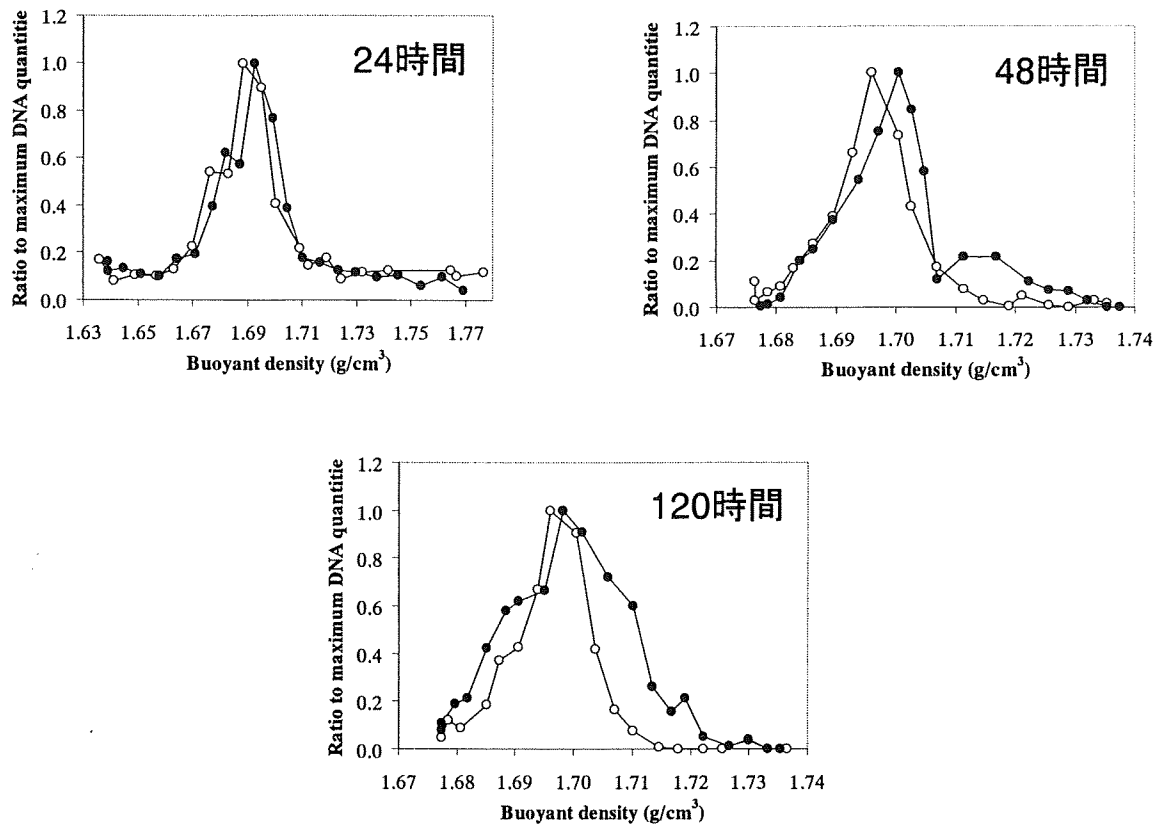 24時間
Ratio to maximum DNA quantitie
1.2
1.0
0.8
0.6
0.4
0.2
0.0
1.63 1.65 1.67 1.69 1.71 1.73 1.75 1.77
Buoyant density (g/cm³)
48時間
Ratio to maximum DNA quantitie
1.2
1.0
0.8
0.6
0.4
0.2
0.0
1.67 1.68 1.69 1.70 1.71 1.72 1.73 1.74
Buoyant density (g/cm³)
120時間
Ratio to maximum DNA quantitie
1.2
1.0
0.8
0.6
0.4
0.2
0.0
1.67 1.68 1.69 1.70 1.71 1.72 1.73 1.74
Buoyant density (g/cm³)